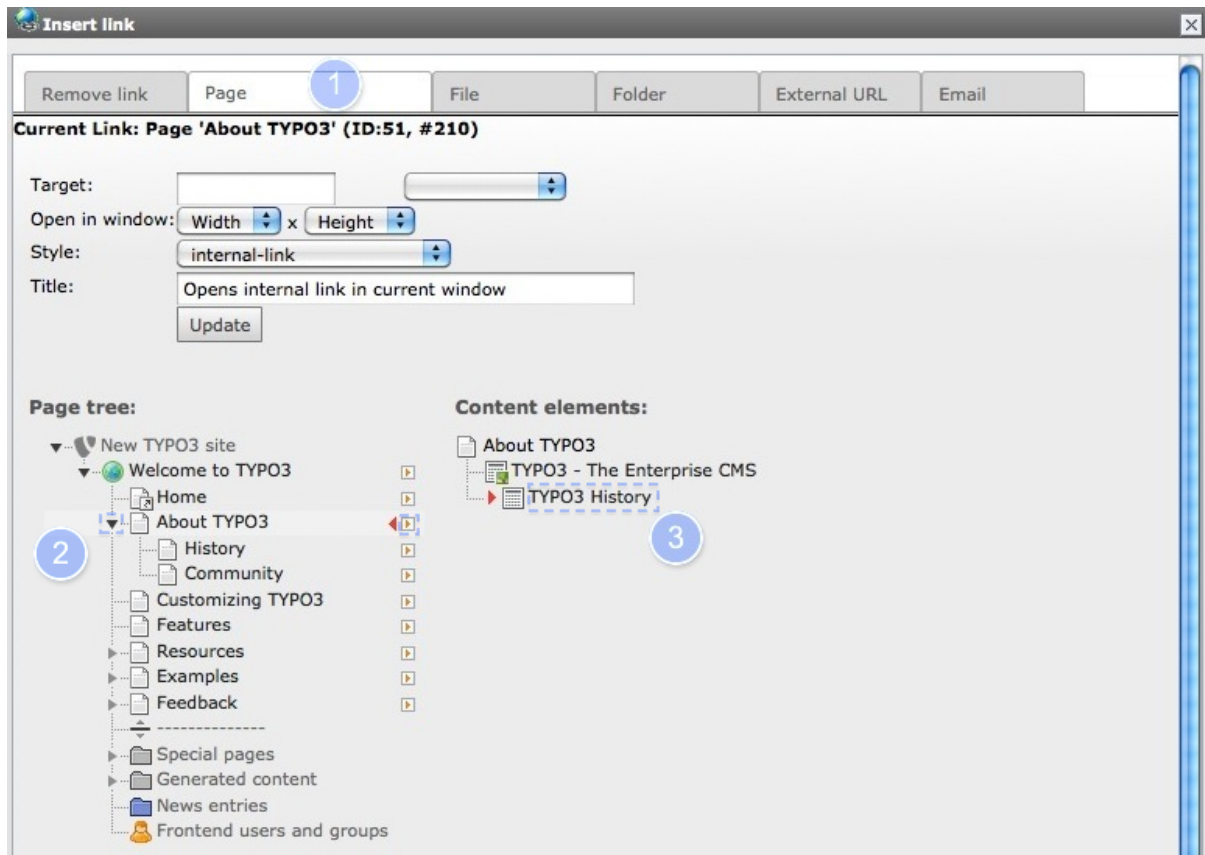 Insert link
Remove link Page 1 File Folder External URL Email
Current Link: Page 'About TYPO3' (ID:51, #210)
Target:
Open in window: Width x Height
Style: internal-link
Title: Opens internal link in current window
Update
Page tree:
New TYPO3 site
Welcome to TYPO3
Home
About TYPO3
2
History
Community
Customizing TYPO3
Features
Resources
Examples
Feedback
--------------
Special pages
Generated content
News entries
Frontend users and groups
Content elements:
About TYPO3
TYPO3 - The Enterprise CMS
TYPO3 History
3